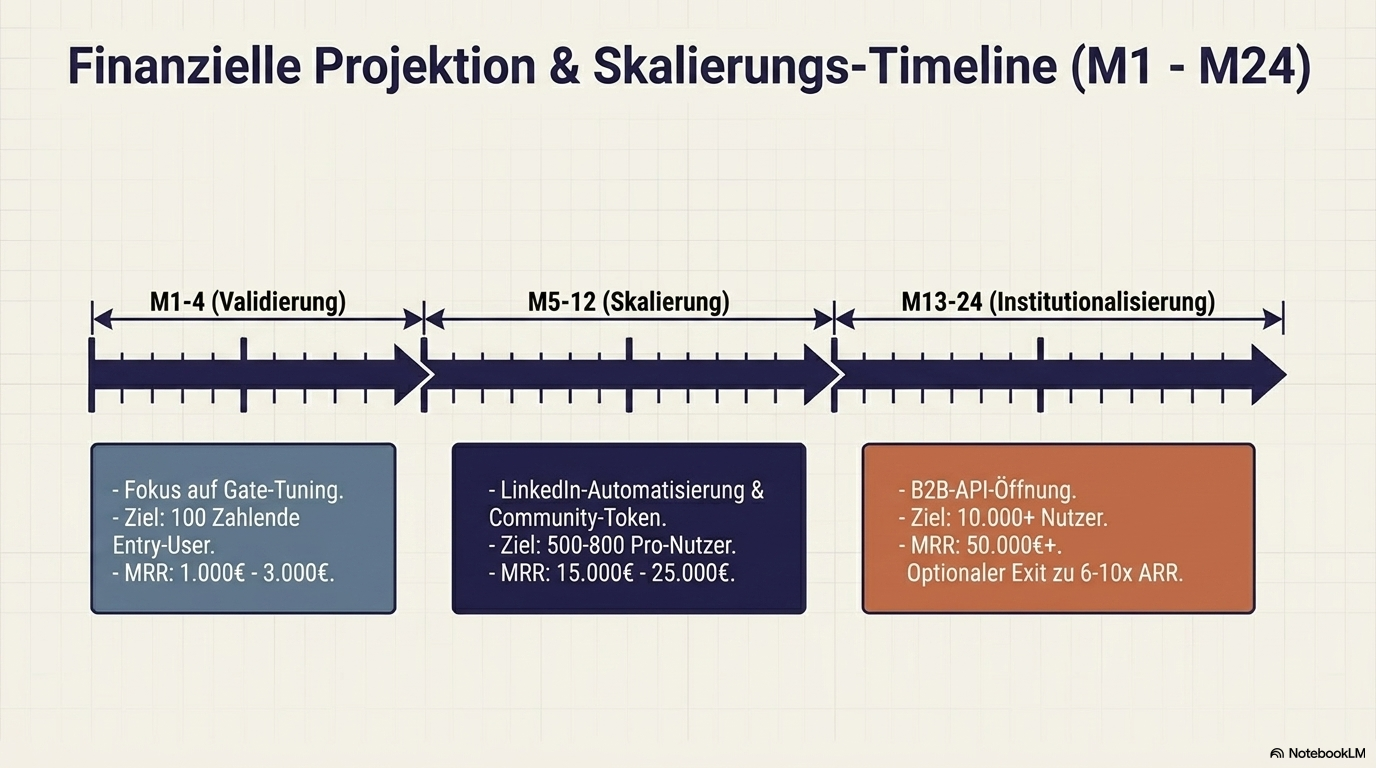 Finanzielle Projektion & Skalierungs-Timeline (M1 - M24)
M1-4 (Validierung)
M5-12 (Skalierung)
M13-24 (Institutionalisierung)
- Fokus auf Gate-Tuning.
- Ziel: 100 Zahlende
Entry-User.
- MRR: 1.000€ - 3.000€.
- LinkedIn-Automatisierung &
Community-Token.
- Ziel: 500-800 Pro-Nutzer.
- MRR: 15.000€ - 25.000€.
- B2B-API-Öffnung.
- Ziel: 10.000+ Nutzer.
- MRR: 50.000€+.
Optionaler Exit zu 6-10x ARR.
NotebookLM